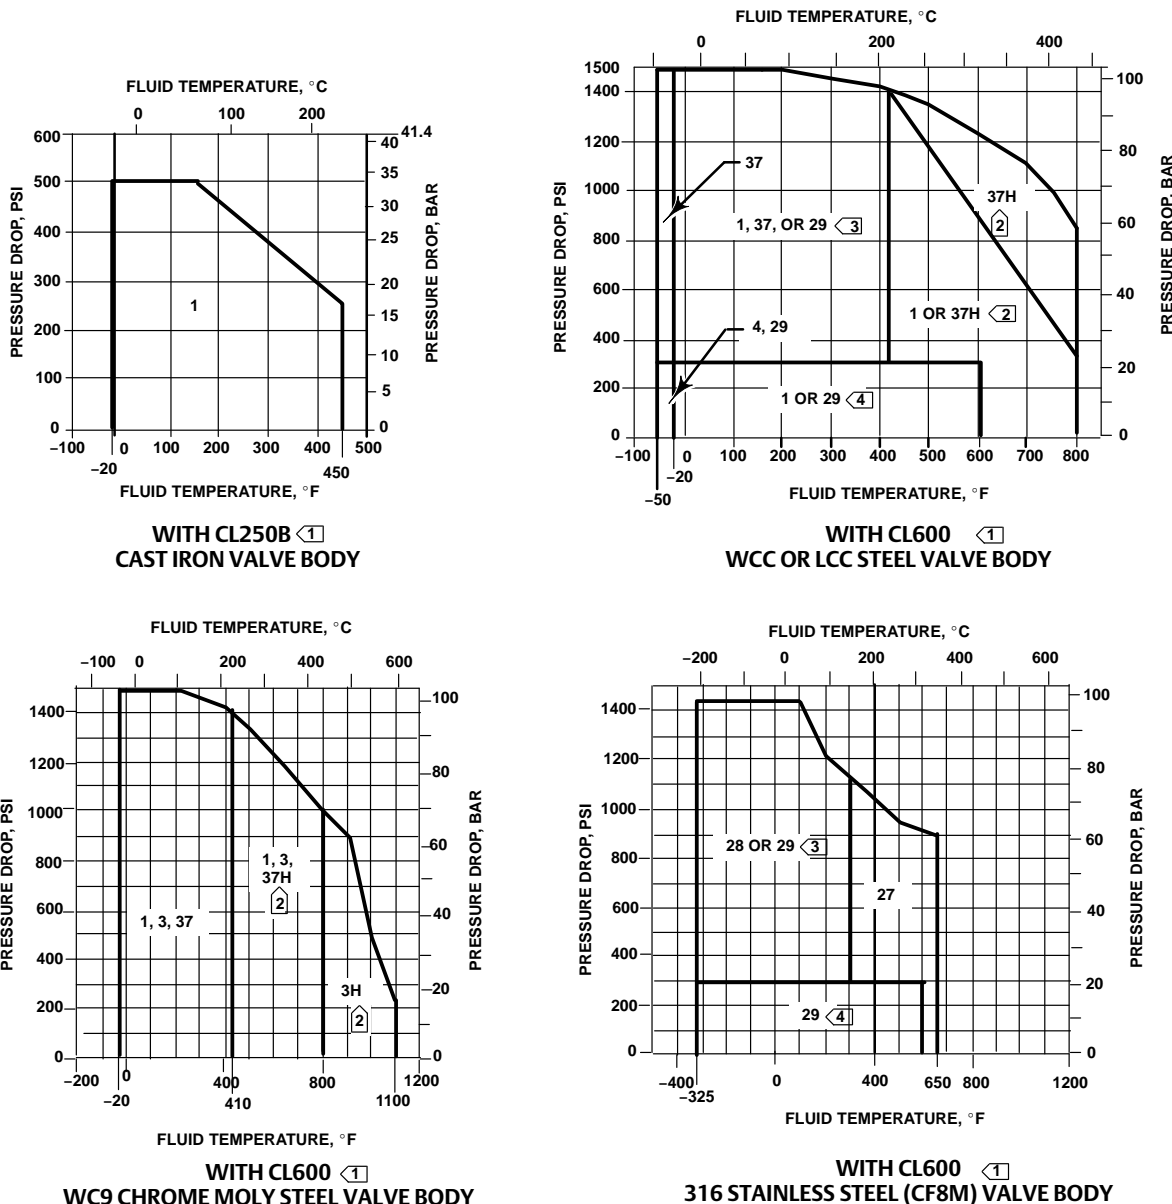 FLUID TEMPERATURE, °C
0 100 200
600 500 400 300 200 100 0
PRESSURE DROP, PSI
41.4
40 35 30 25 20 15 10 5 0
PRESSURE DROP, BAR
1
−100 0 100 200 300 400 500
−20 450
FLUID TEMPERATURE, °F
WITH CL250B 1
CAST IRON VALVE BODY
FLUID TEMPERATURE, °C
0 200 400
1500 1400 1200 1000 800 600 400 200 0
PRESSURE DROP, PSI
100 80 60 40 20 0
PRESSURE DROP, BAR
37
37H
2
1, 37, OR 29 3
1 OR 37H 2
4, 29
1 OR 29 4
−100 0 100 200 300 400 500 600 700 800
−20
−50
FLUID TEMPERATURE, °F
WITH CL600 1
WCC OR LCC STEEL VALVE BODY
FLUID TEMPERATURE, °C
−100 0 200 400 600
1400 1200 1000 800 600 400 200 0
PRESSURE DROP, PSI
100 80 60 40 20 0
PRESSURE DROP, BAR
1, 3,
37H
2
1, 3, 37
3H
2
−200 0 400 800 1200
−20 410 1100
FLUID TEMPERATURE, °F
WITH CL600 1
WC9 CHROME MOLY STEEL VALVE BODY
FLUID TEMPERATURE, °C
−200 0 200 400 600
1400 1200 1000 800 600 400 200 0
PRESSURE DROP, PSI
100 80 60 40 20 0
PRESSURE DROP, BAR
28 OR 29 3
27
29 4
−400 0 400 650 800 1200
−325
FLUID TEMPERATURE, °F
WITH CL600 1
316 STAINLESS STEEL (CF8M) VALVE BODY